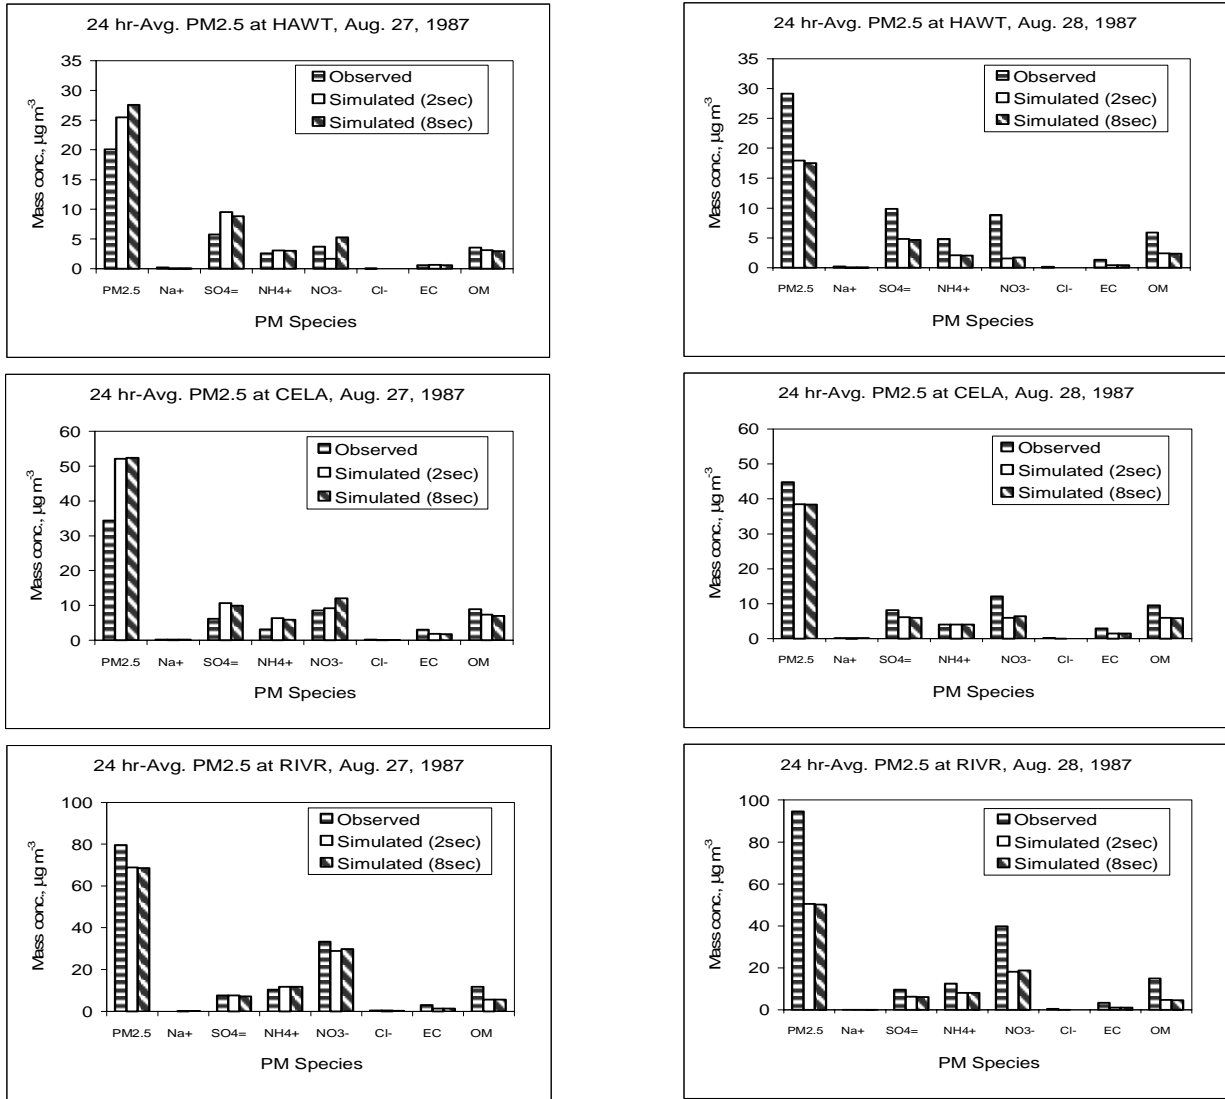 24 hr-Avg. PM2.5 at HAWT, Aug. 27, 1987
35
30
25
20
15
10
5
0
Mass conc., µg m-3
Observed
Simulated (2sec)
Simulated (8sec)
PM2.5 Na+ SO4= NH4+ NO3- Cl- EC OM
PM Species
24 hr-Avg. PM2.5 at HAWT, Aug. 28, 1987
35
30
25
20
15
10
5
0
Mass conc., µg m-3
Observed
Simulated (2sec)
Simulated (8sec)
PM2.5 Na+ SO4= NH4+ NO3- Cl- EC OM
PM Species
24 hr-Avg. PM2.5 at CELA, Aug. 27, 1987
60
50
40
30
20
10
0
Mass conc., µg m-3
Observed
Simulated (2sec)
Simulated (8sec)
PM2.5 Na+ SO4= NH4+ NO3- Cl- EC OM
PM Species
24 hr-Avg. PM2.5 at CELA, Aug. 28, 1987
60
50
40
30
20
10
0
Mass conc., µg m-3
Observed
Simulated (2sec)
Simulated (8sec)
PM2.5 Na+ SO4= NH4+ NO3- Cl- EC OM
PM Species
24 hr-Avg. PM2.5 at RIVR, Aug. 27, 1987
100
80
60
40
20
0
Mass conc., µg m-3
Observed
Simulated (2sec)
Simulated (8sec)
PM2.5 Na+ SO4= NH4+ NO3- Cl- EC OM
PM Species
24 hr-Avg. PM2.5 at RIVR, Aug. 28, 1987
100
80
60
40
20
0
Mass conc., µg m-3
Observed
Simulated (2sec)
Simulated (8sec)
PM2.5 Na+ SO4= NH4+ NO3- Cl- EC OM
PM Species